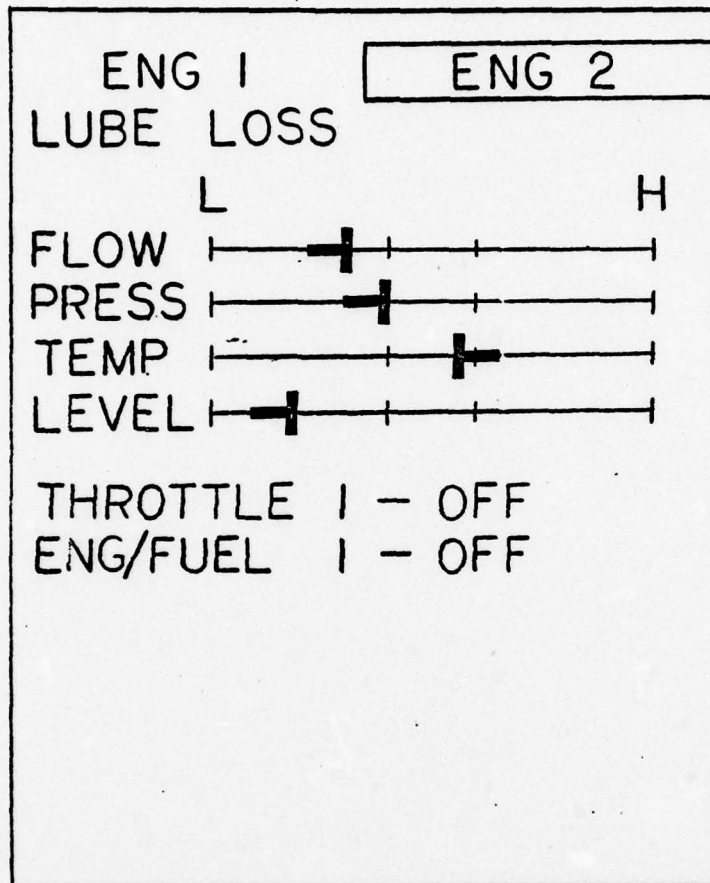 ENG 1 ENG 2
LUBE LOSS
L H
FLOW
PRESS
TEMP
LEVEL
THROTTLE 1 - OFF
ENG/FUEL 1 - OFF